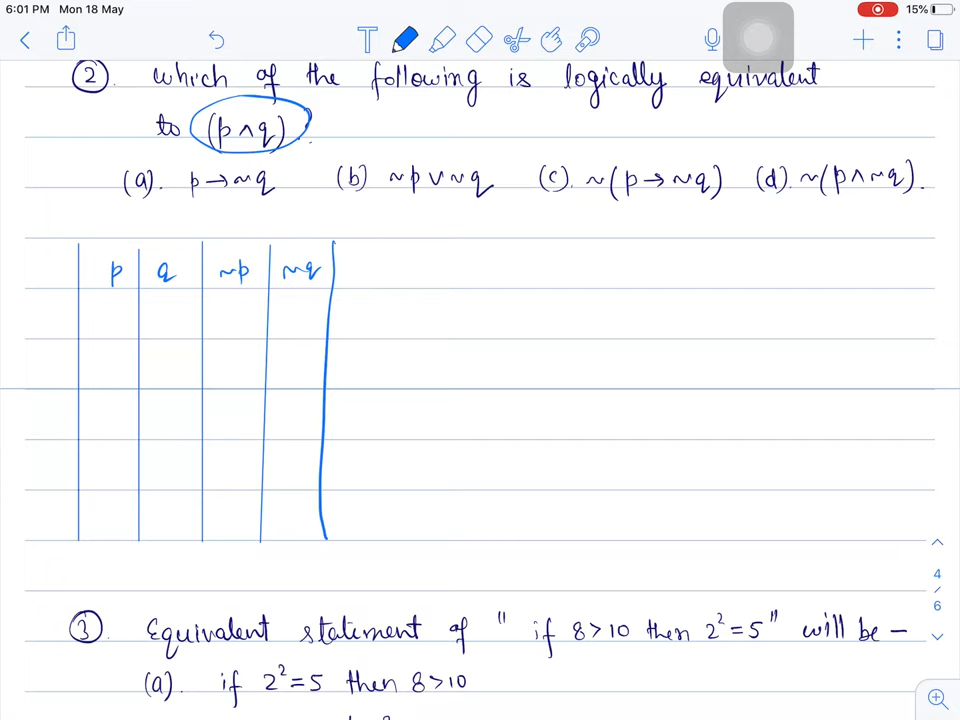 6:01 PM Mon 18 May 15%
② . Which of the following is logically equivalent
to (p ∧ q) ?
(a). p → ~q (b) ~p ∨ ~q (c). ~(p → ~q) (d). ~(p ∧ ~q).
p q ~p ~q
4
/
6
③ . Equivalent statement of " if 8 > 10 then 2² = 5 " will be –
(a). if 2² = 5 then 8 > 10